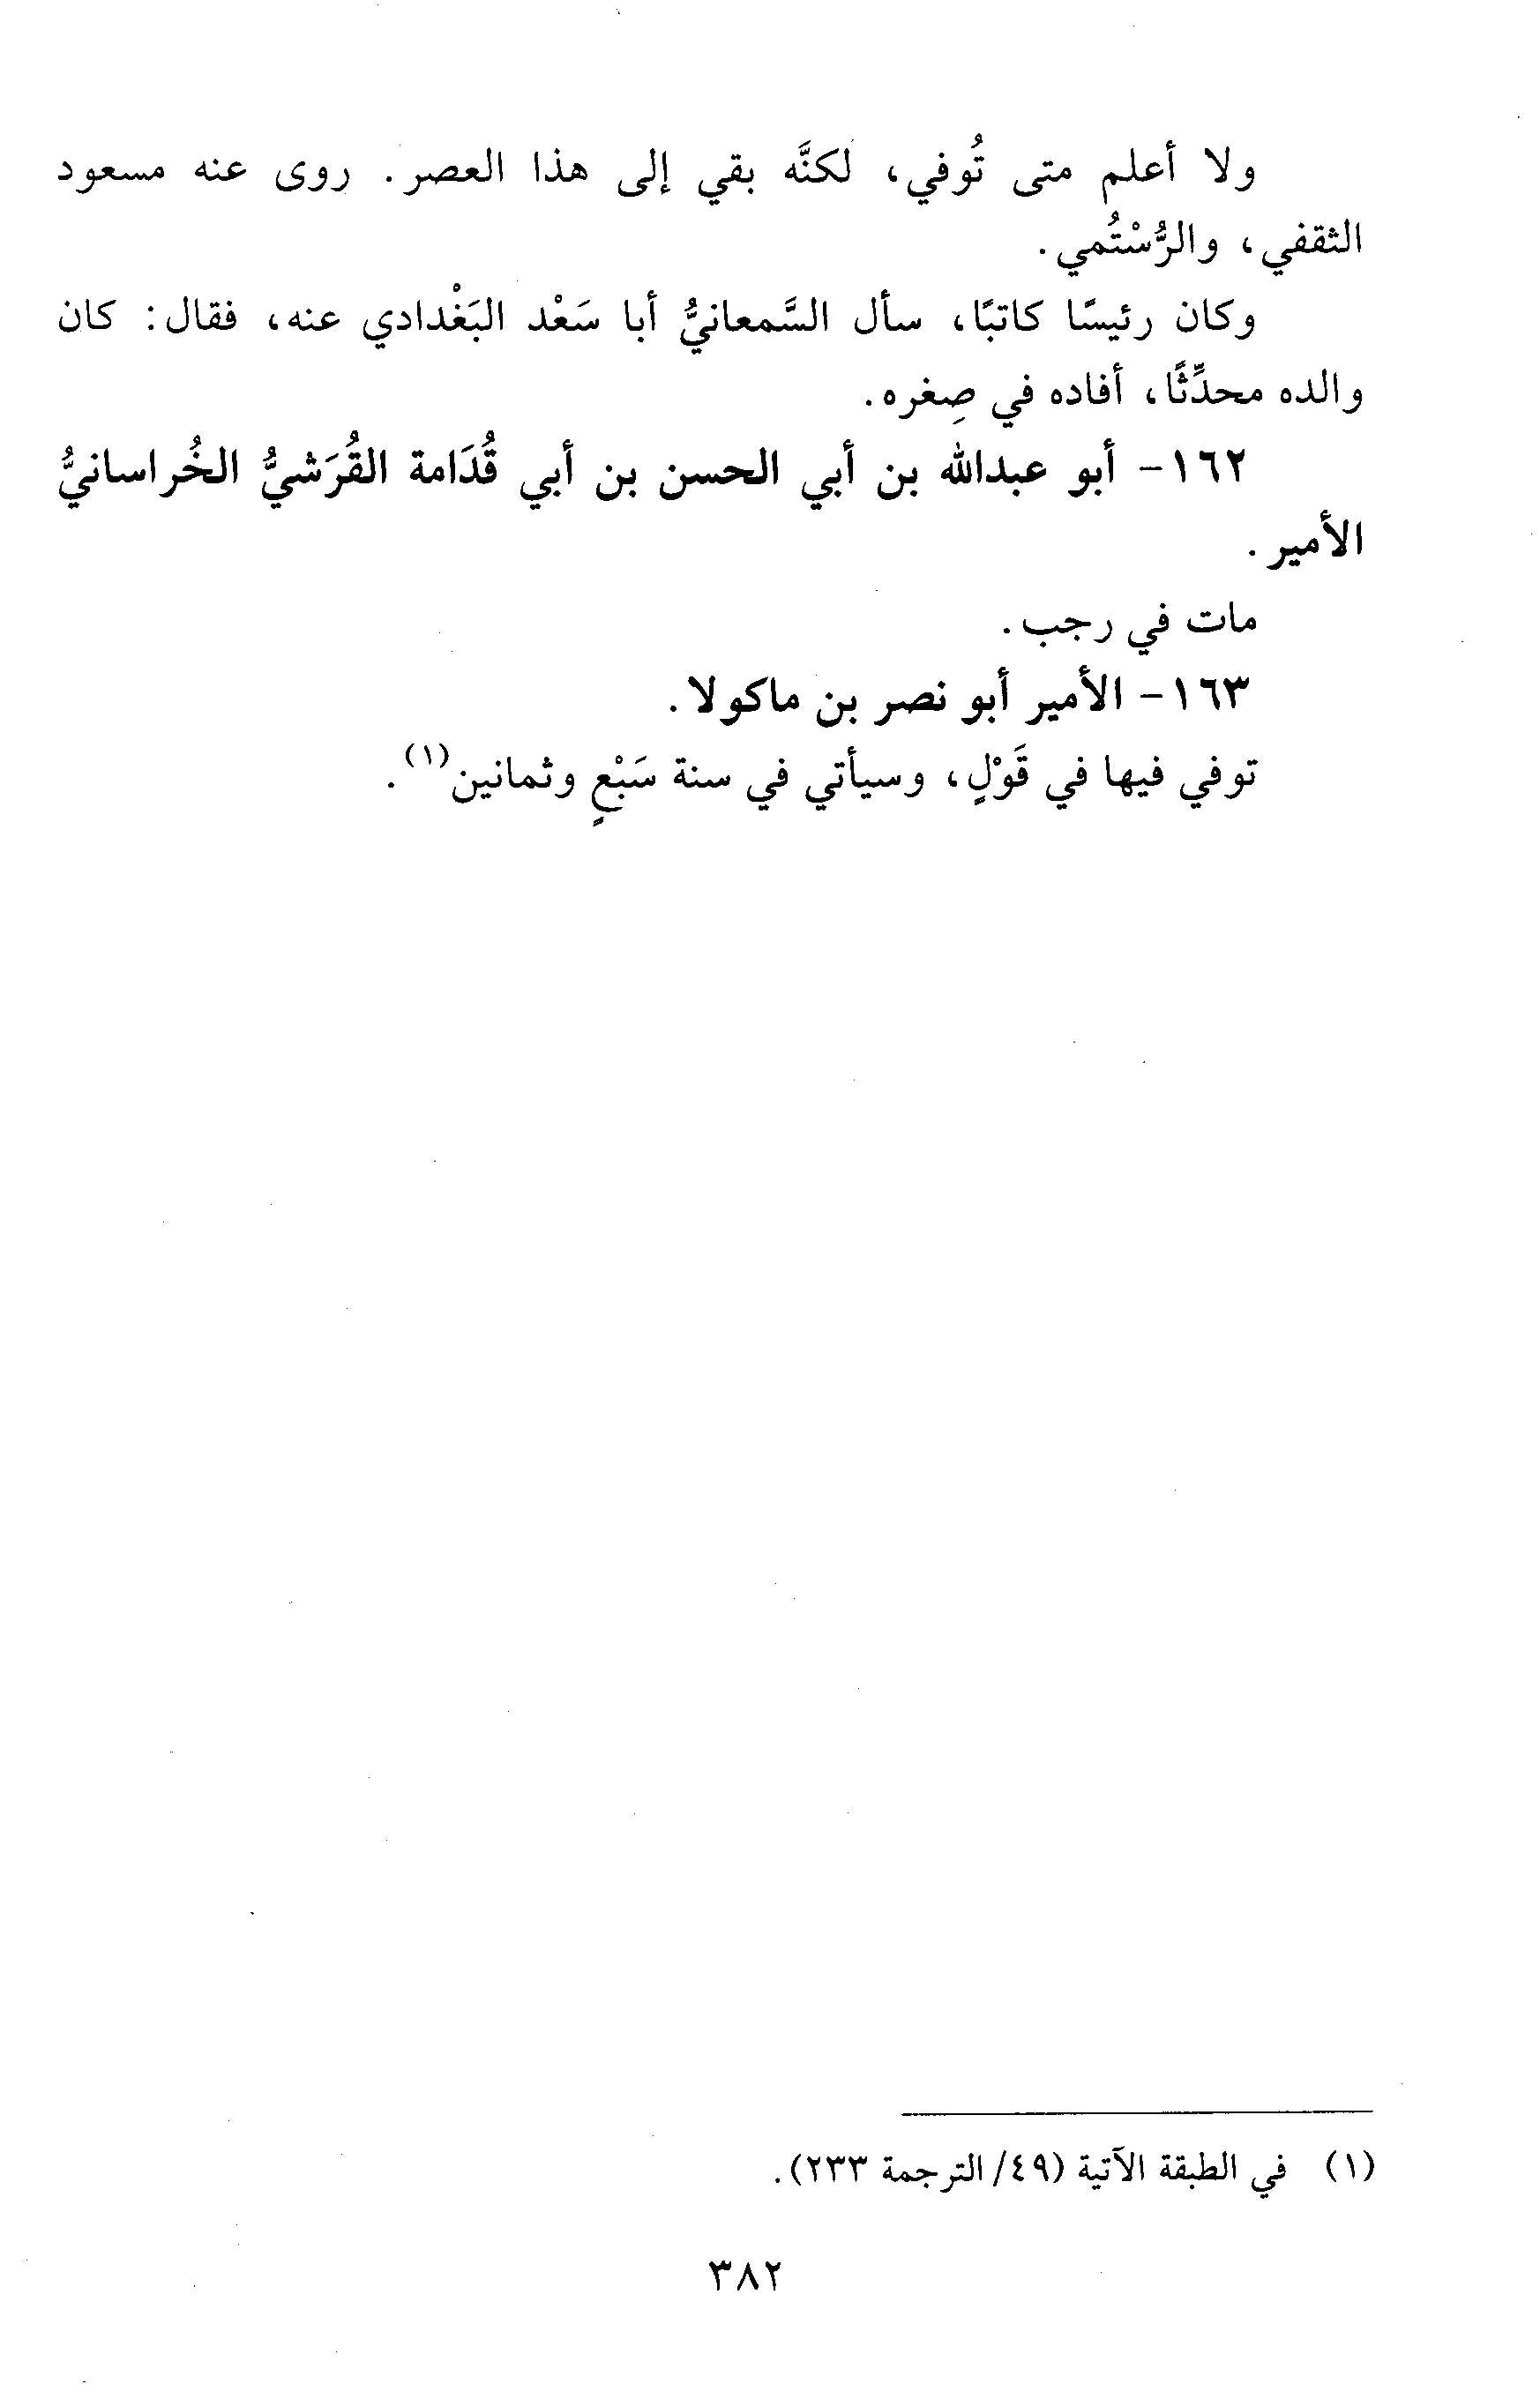 ولا أعلم متى تُوفي، لكنَّه بقي إلى هذا العصر. روى عنه مسعود
الثقفي، والرُّسْتُمي.
وكان رئيسًا كاتبًا، سأل السَّمعانيُّ أبا سَعْد البَغْدادي عنه، فقال: كان
والده محدِّثًا، أفاده في صِغره.
١٦٢- أبو عبدالله بن أبي الحسن بن أبي قُدَامة القُرَشيُّ الخُراسانيُّ
الأمير.
مات في رجب.
١٦٣- الأمير أبو نصر بن ماكولا.
توفي فيها في قَوْلٍ، وسيأتي في سنة سَبْعٍ وثمانين(١).
(١) في الطبقة الآتية (٤٩/ الترجمة ٢٣٣).
٣٨٢